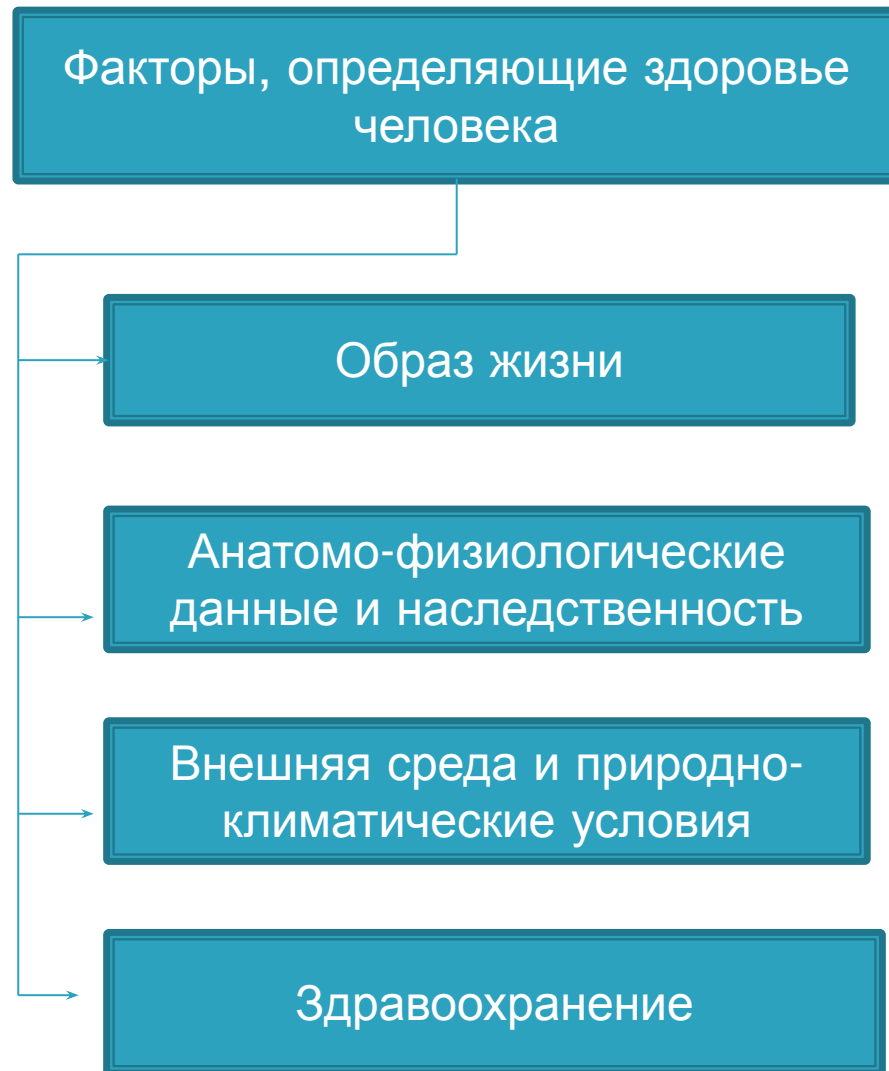 Факторы, определяющие здоровье
человека
Образ жизни
Анатомо-физиологические
данные и наследственность
Внешняя среда и природно-
климатические условия
Здравоохранение